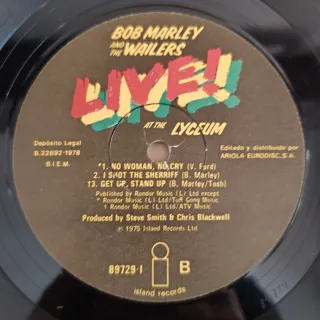 BOB MARLEY
AND THE WAILERS
LIVE!
AT THE LYCEUM
Depósito Legal
B.22892-1978
B.I.E.M.
Editado y distribuido por
ARIOLA-EURODISC,S.A.
*1. NO WOMAN, NO CRY (V. Ford)
2. I SHOT THE SHERRIFF (B. Marley)
13. GET UP, STAND UP (B. Marley/Tosh)
Published by Rondor Music (L) Ltd except
* Rondor Music (L) Ltd/Tuff Gong Music
1 Rondor Music (L) Ltd/ATV Music
Produced by Steve Smith & Chris Blackwell
℗ 1975 Island Records Ltd
89729-I
B
i
island records